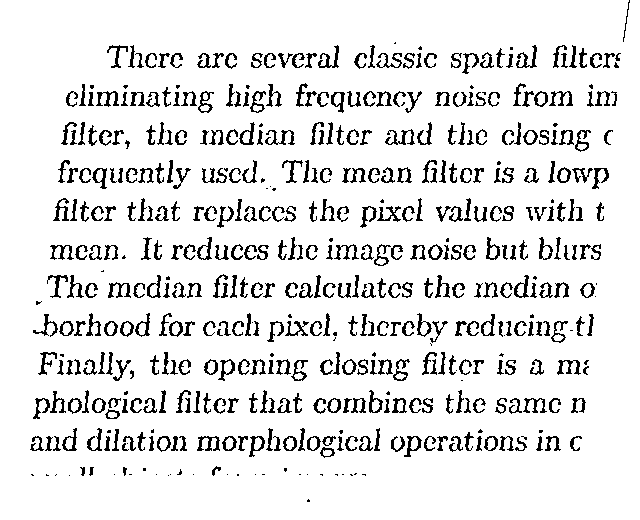 There are several classic spatial filters
eliminating high frequency noise from im
filter, the median filter and the closing
frequently used. The mean filter is a lowp
filter that replaces the pixel values with t
mean. It reduces the image noise but blurs
The median filter calculates the median o
borhood for each pixel, thereby reducing
Finally, the opening closing filter is a
phological filter that combines the same n
and dilation morphological operations in